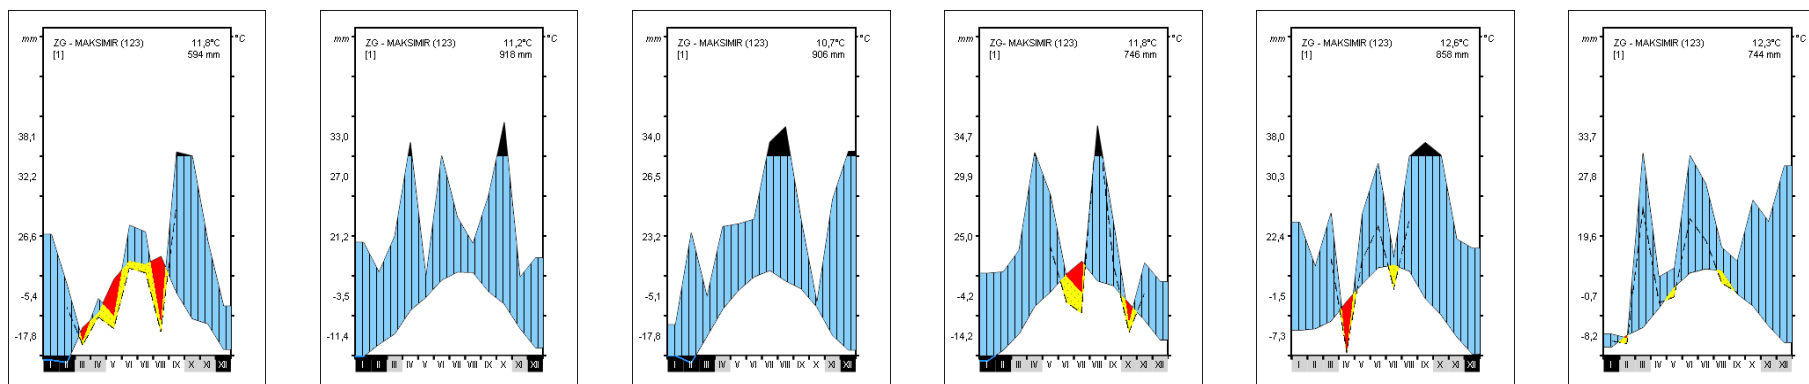 mm ZG - MAKSIMIR (123) 11,8°C °C
[1] 594 mm
38,1
32,2
26,6
-5,4
-17,8
I II III IV V VI VII VIII IX X XI XII
mm ZG - MAKSIMIR (123) 11,2°C °C
[1] 918 mm
33,0
27,0
21,2
-3,5
-11,4
I II III IV V VI VII VIII IX X XI XII
mm ZG - MAKSIMIR (123) 10,7°C °C
[1] 906 mm
34,0
26,5
23,2
-5,1
-17,8
I II III IV V VI VII VIII IX X XI XII
mm ZG - MAKSIMIR (123) 11,8°C °C
[1] 746 mm
34,7
29,9
25,0
-4,2
-14,2
I II III IV V VI VII VIII IX X XI XII
mm ZG - MAKSIMIR (123) 12,6°C °C
[1] 858 mm
38,0
30,3
22,4
-1,5
-7,3
I II III IV V VI VII VIII IX X XI XII
mm ZG - MAKSIMIR (123) 12,3°C °C
[1] 744 mm
33,7
27,8
19,6
-0,7
-8,2
I II III IV V VI VII VIII IX X XI XII